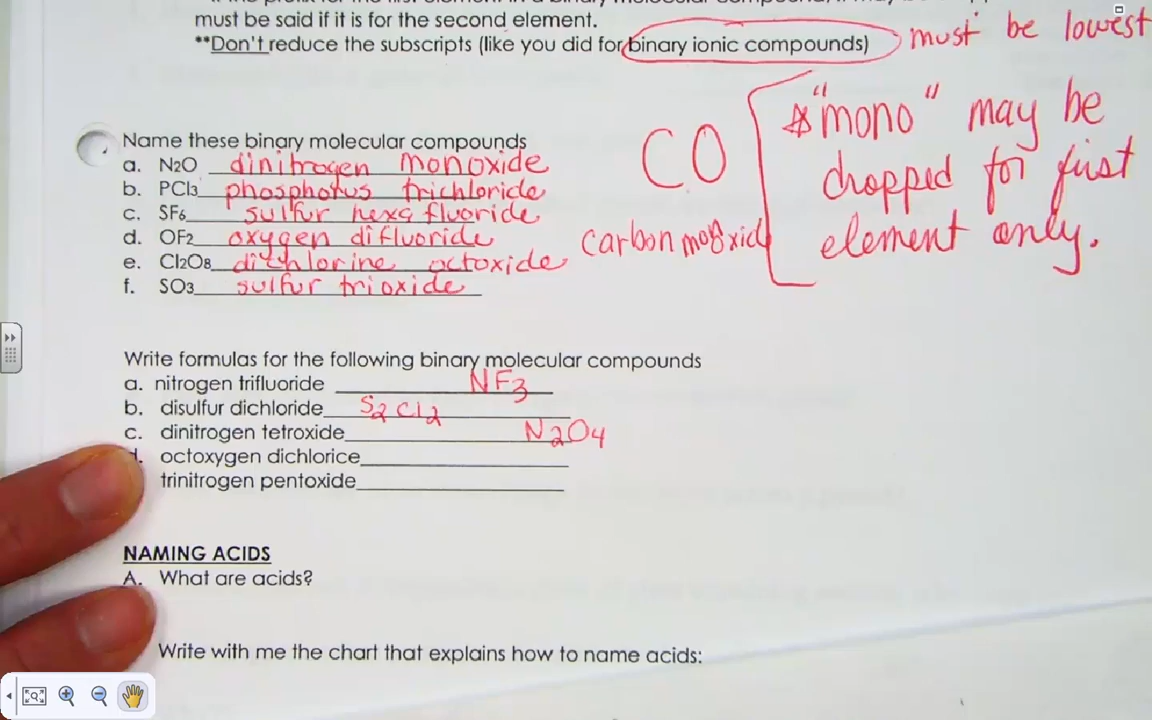 must be said if it is for the second element.
**Don't reduce the subscripts (like you did for binary ionic compounds) must be lowest
Name these binary molecular compounds
a. N2O dinitrogen monoxide
b. PCl3 phosphorus trichloride
c. SF6 sulfur hexafluoride
d. OF2 oxygen difluoride
e. Cl2O8 dichlorine octoxide
f. SO3 sulfur trioxide
CO
carbon monoxid
"mono" may be
dropped for first
element only.
Write formulas for the following binary molecular compounds
a. nitrogen trifluoride NF3
b. disulfur dichloride S2Cl2
c. dinitrogen tetroxide N2O4
d. octoxygen dichlorice
trinitrogen pentoxide
NAMING ACIDS
A. What are acids?
Write with me the chart that explains how to name acids: